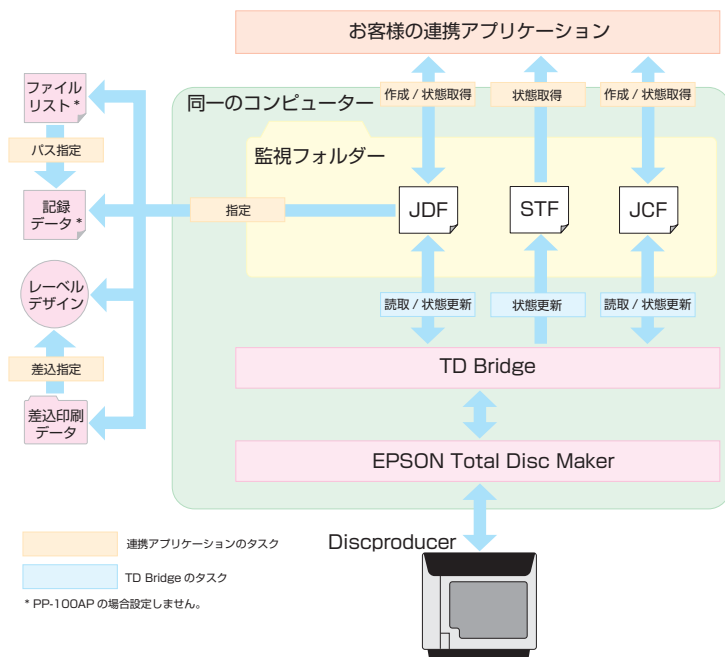 お客様の連携アプリケーション
ファイル
リスト*
同一のコンピューター
作成 / 状態取得
状態取得
作成 / 状態取得
パス指定
監視フォルダー
記録
データ*
指定
JDF
STF
JCF
レーベル
デザイン
読取 / 状態更新
状態更新
読取 / 状態更新
差込指定
TD Bridge
差込印刷
データ
EPSON Total Disc Maker
連携アプリケーションのタスク
Discproducer
TD Bridge のタスク
* PP-100AP の場合設定しません。